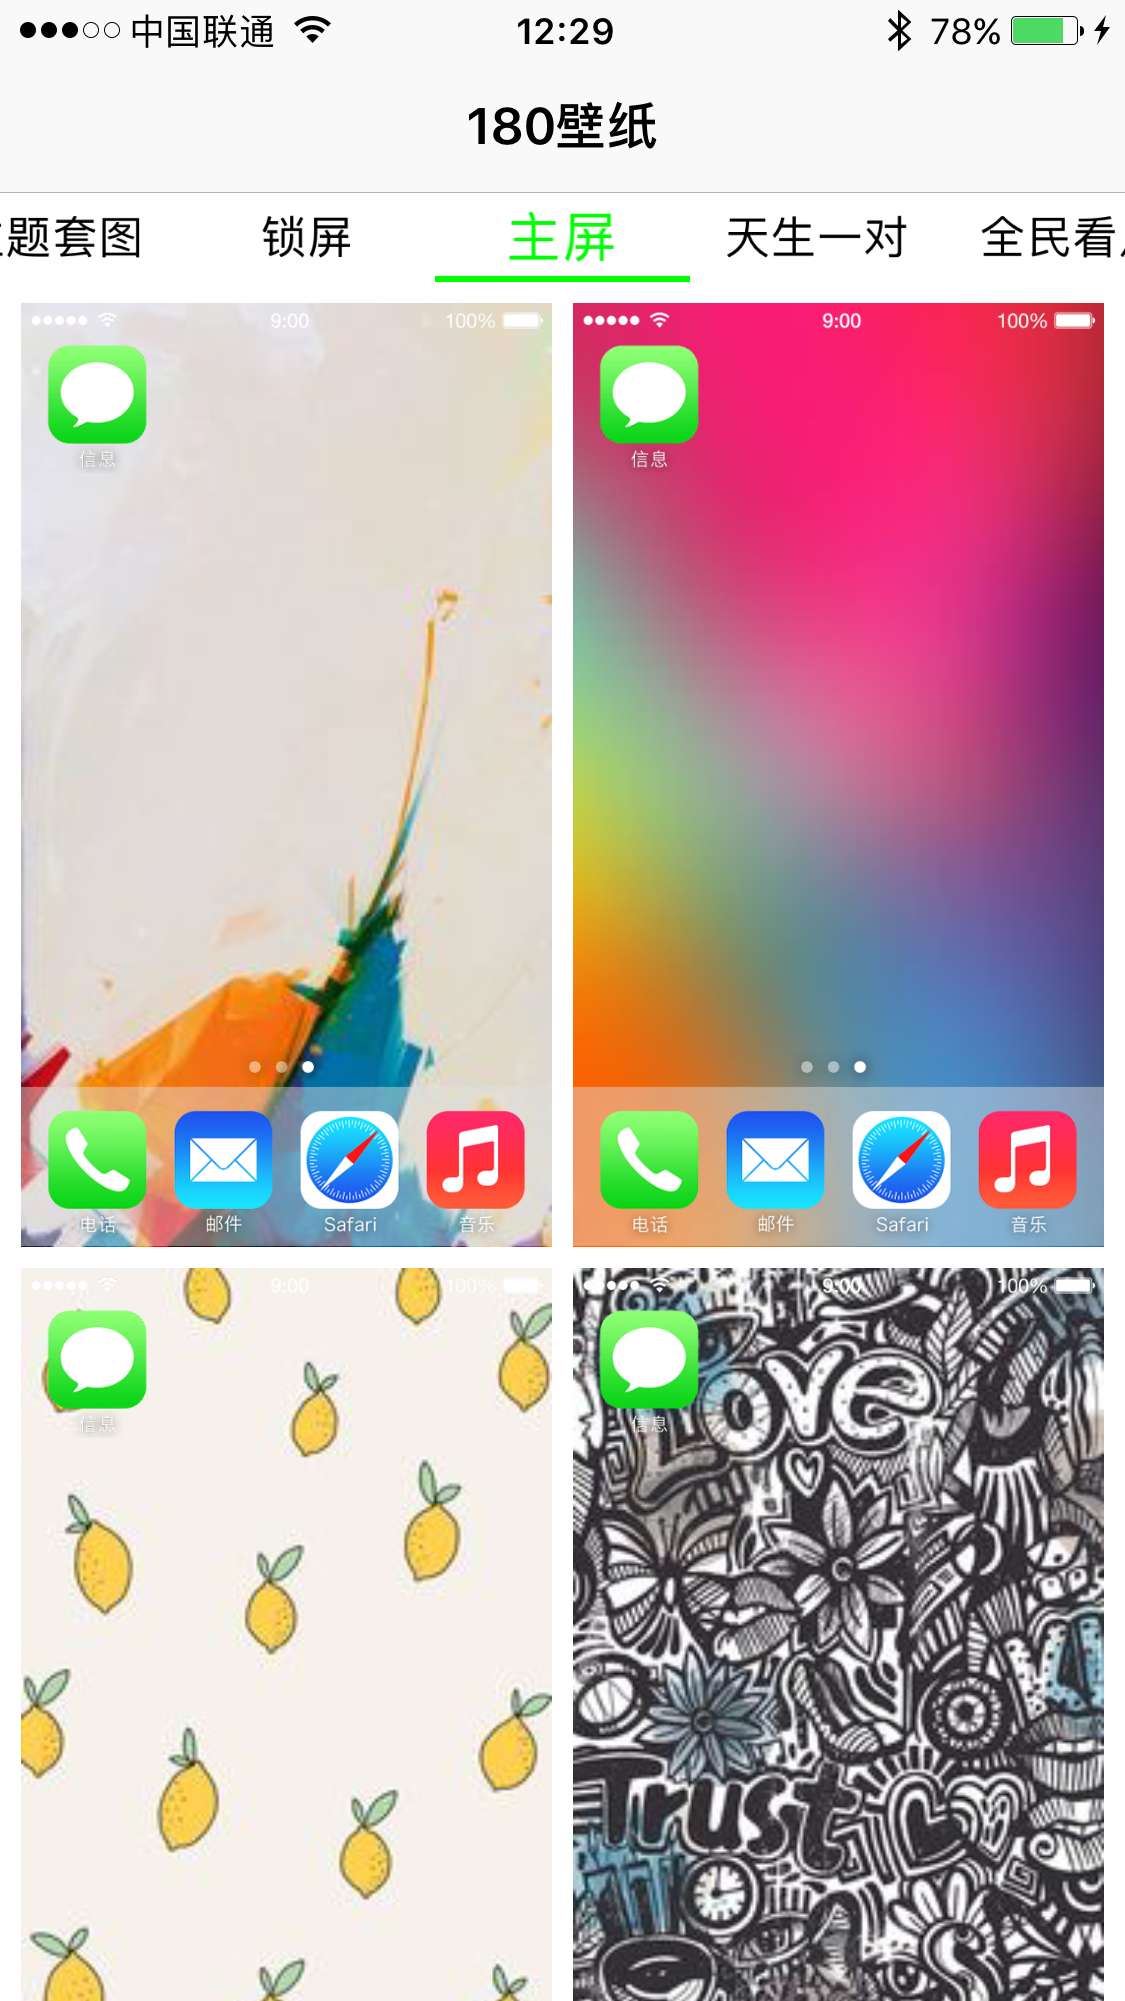 中国联通 12:29 78%
180壁纸
题套图 锁屏 主屏 天生一对 全民看
9:00 100%
信息
电话 邮件 Safari 音乐
9:00 100%
信息
电话 邮件 Safari 音乐
9:00 100%
信息
9:00 100%
信息
Love
Trust